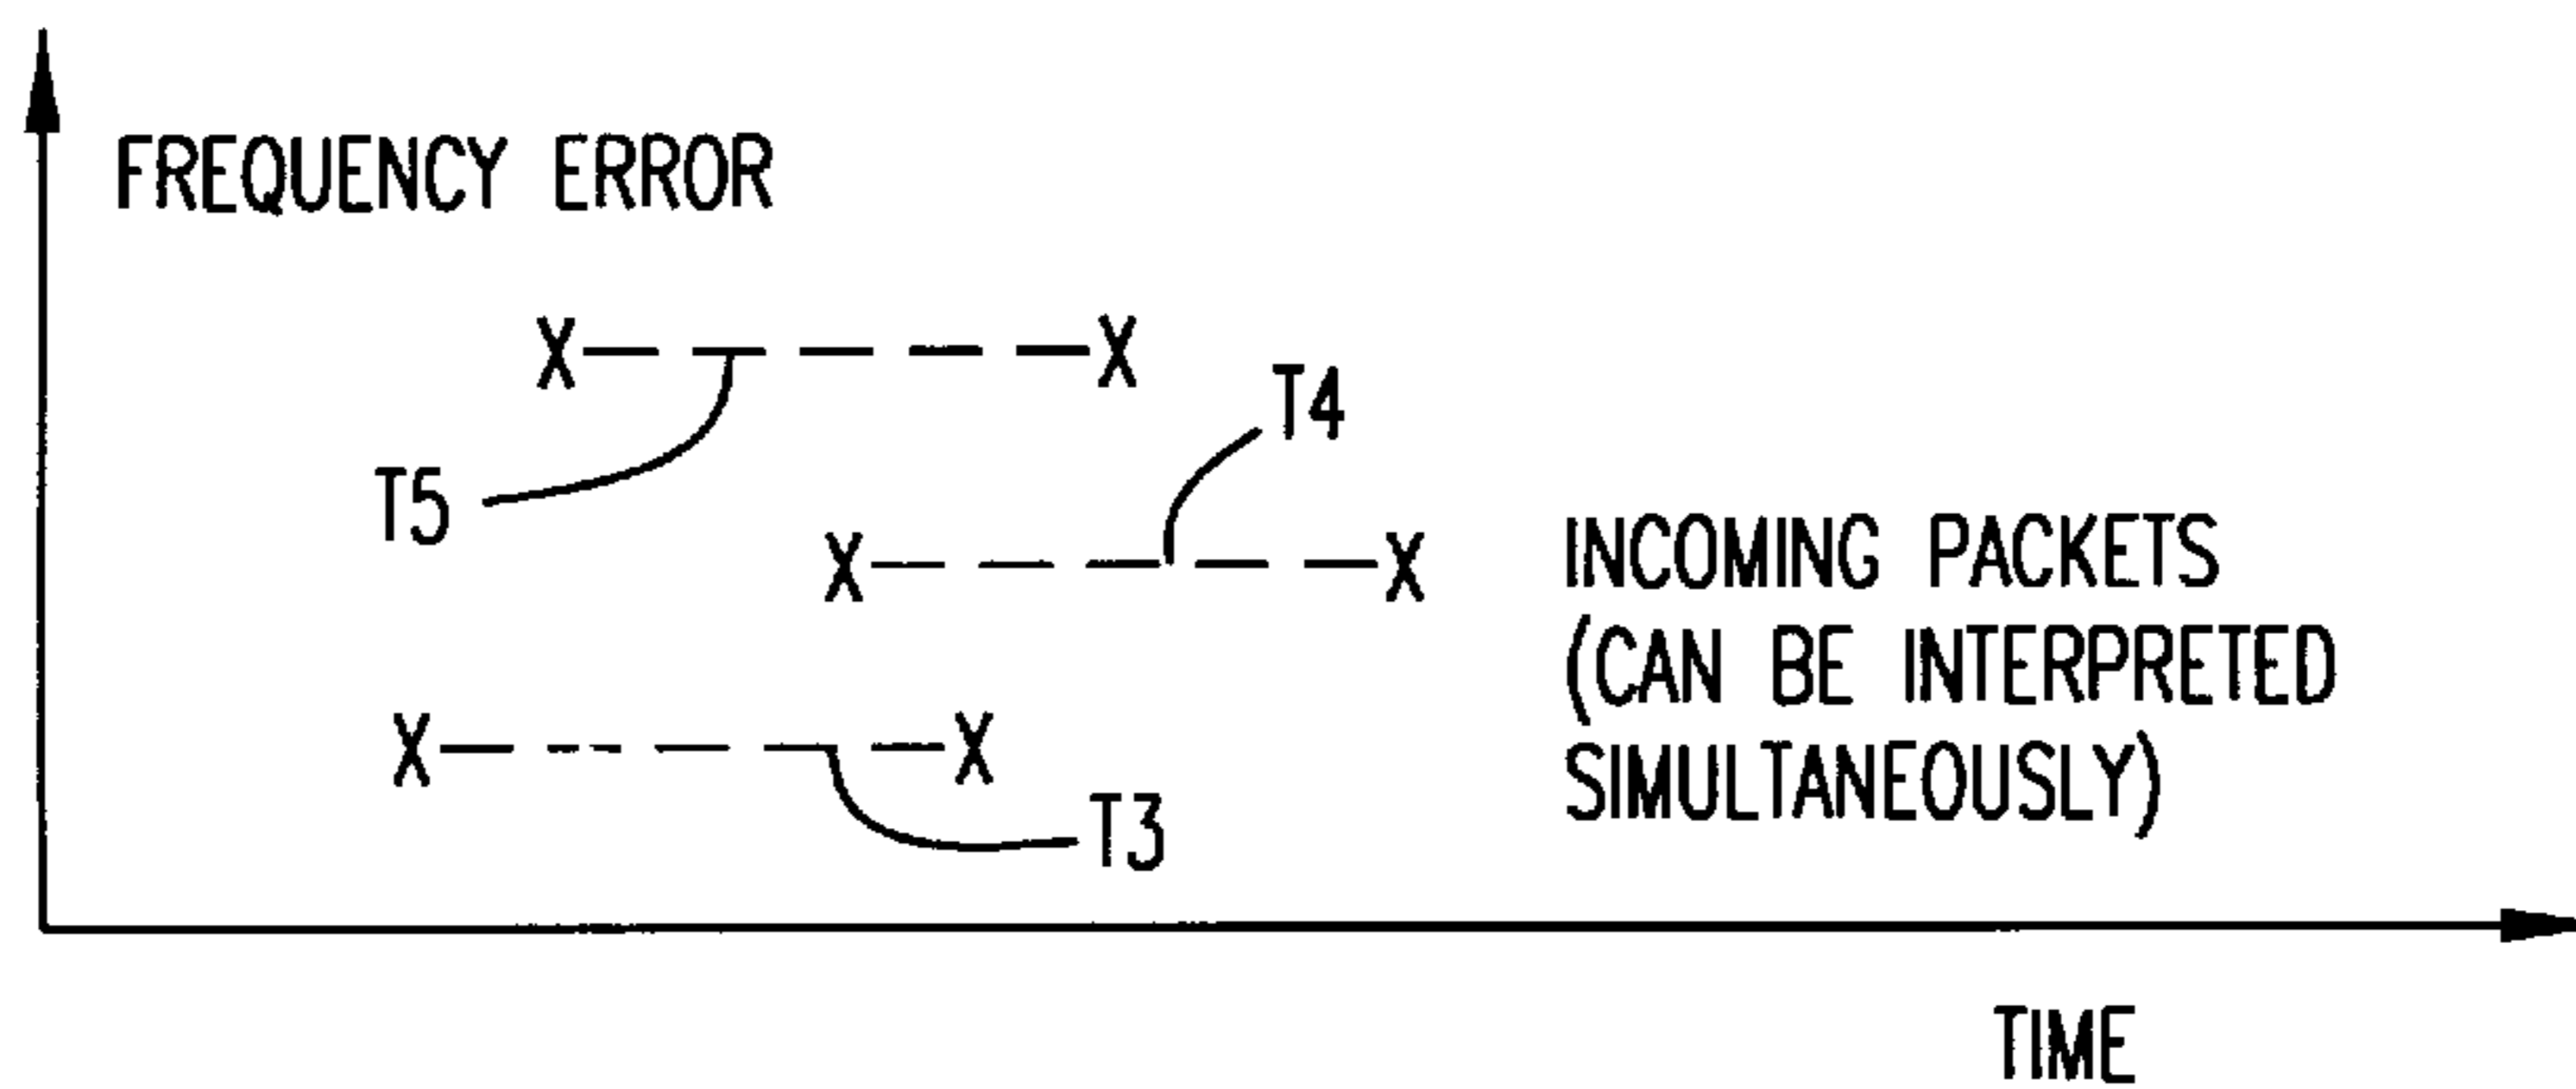 FREQUENCY ERROR
X X
T4
T5
X X
INCOMING PACKETS
(CAN BE INTERPRETED
SIMULTANEOUSLY)
X X
T3
TIME